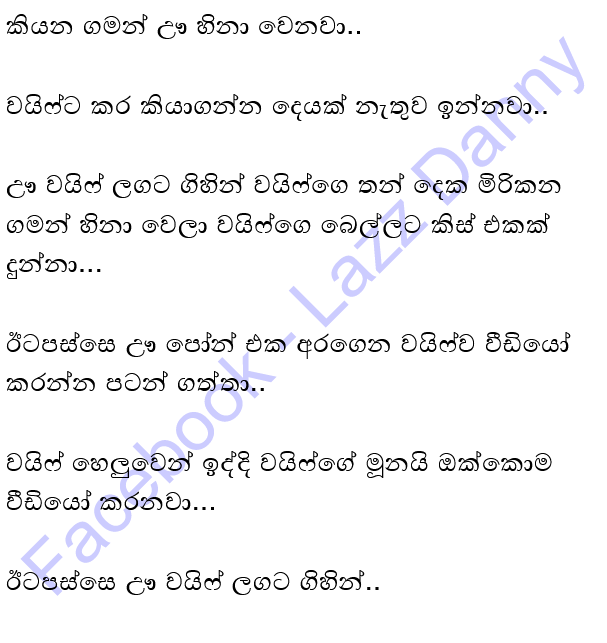 කියන ගමන් ඌ හිනා වෙනවා..
වයිෆ්ට කර කියාගන්න දෙයක් නැතුව ඉන්නවා..
ඌ වයිෆ් ලගට ගිහින් වයිෆ්ගෙ තන් දෙක මිරිකන
ගමන් හිනා වෙලා වයිෆ්ගෙ බෙල්ලට කිස් එකක්
දුන්නා...
ඊටපස්සෙ ඌ පෝන් එක අරගෙන වයිෆ්ව වීඩියෝ
කරන්න පටන් ගත්තා..
වයිෆ් හෙලුවෙන් ඉද්දි වයිෆ්ගේ මූනයි ඔක්කොම
වීඩියෝ කරනවා...
ඊටපස්සෙ ඌ වයිෆ් ලගට ගිහින්..
Facebook - Lazz Danny